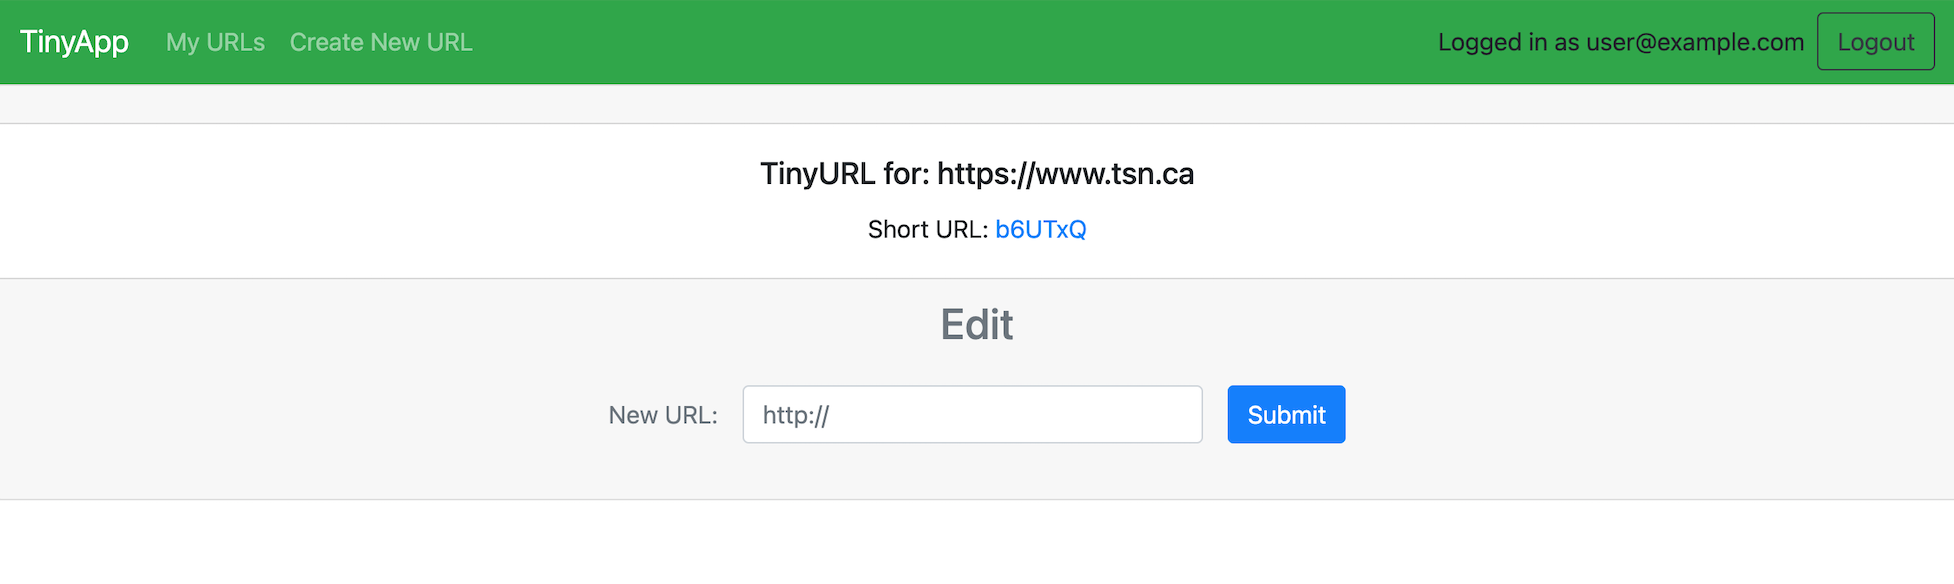 TinyApp My URLs Create New URL Logged in as user@example.com Logout
TinyURL for: https://www.tsn.ca
Short URL: b6UTxQ
Edit
New URL: http:// Submit